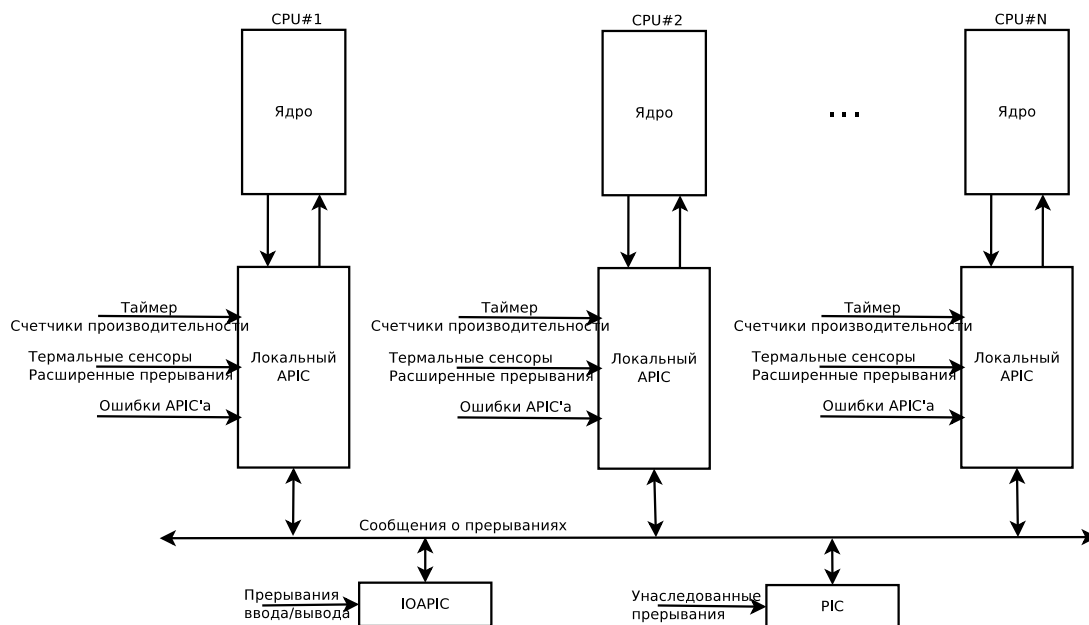 CPU#1
CPU#2
CPU#N
Ядро
Ядро
...
Ядро
Таймер
Счетчики производительности
Термальные сенсоры
Расширенные прерывания
Ошибки APIC'а
Локальный
APIC
Таймер
Счетчики производительности
Термальные сенсоры
Расширенные прерывания
Ошибки APIC'а
Локальный
APIC
Таймер
Счетчики производительности
Термальные сенсоры
Расширенные прерывания
Ошибки APIC'а
Локальный
APIC
Сообщения о прерываниях
Прерывания
ввода/вывода
IOAPIC
Унаследованные
прерывания
PIC